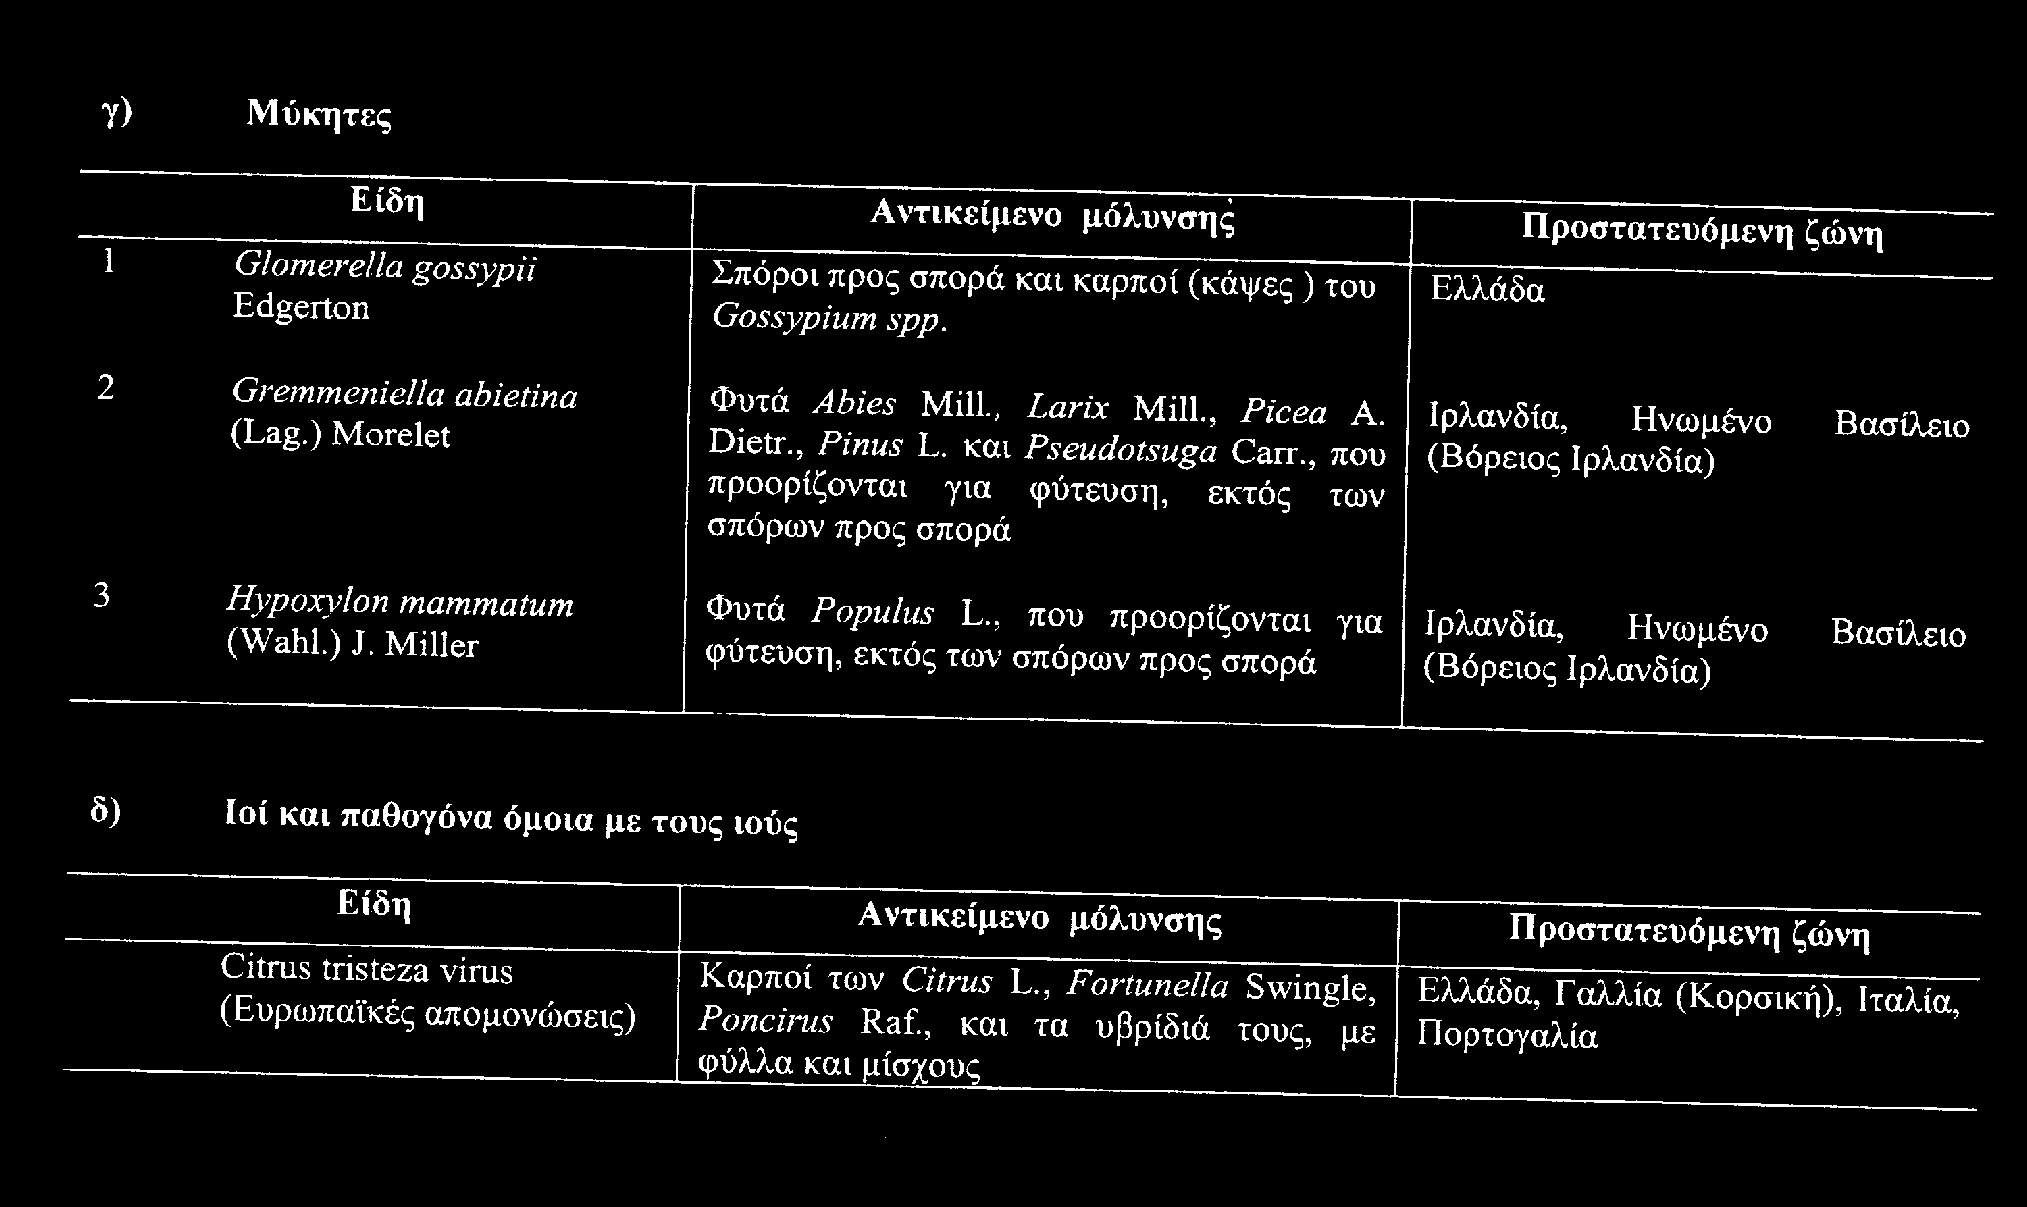 γ) Μύκητες
Είδη Αντικείμενο μόλυνσης Προστατευόμενη ζώνη
1 Glomerella gossypii Σπόροι προς σπορά και καρποί (κάψες ) του Ελλάδα
Edgerton Gossypium spp.
2 Gremmeniella abietina Φυτά Abies Mill., Larix Mill., Picea A. Ιρλανδία, Ηνωμένο Βασίλειο
(Lag.) Morelet Dietr., Pinus L. και Pseudotsuga Carr., που (Βόρειος Ιρλανδία)
προορίζονται για φύτευση, εκτός των
σπόρων προς σπορά
3 Hypoxylon mammatum Φυτά Populus L., που προορίζονται για Ιρλανδία, Ηνωμένο Βασίλειο
(Wahl.) J. Miller φύτευση, εκτός των σπόρων προς σπορά (Βόρειος Ιρλανδία)
δ) Ιοί και παθογόνα όμοια με τους ιούς
Είδη Αντικείμενο μόλυνσης Προστατευόμενη ζώνη
Citrus tristeza virus Καρποί των Citrus L., Fortunella Swingle, Ελλάδα, Γαλλία (Κορσική), Ιταλία,
(Ευρωπαϊκές απομονώσεις) Poncirus Raf., και τα υβρίδιά τους, με Πορτογαλία
φύλλα και μίσχους